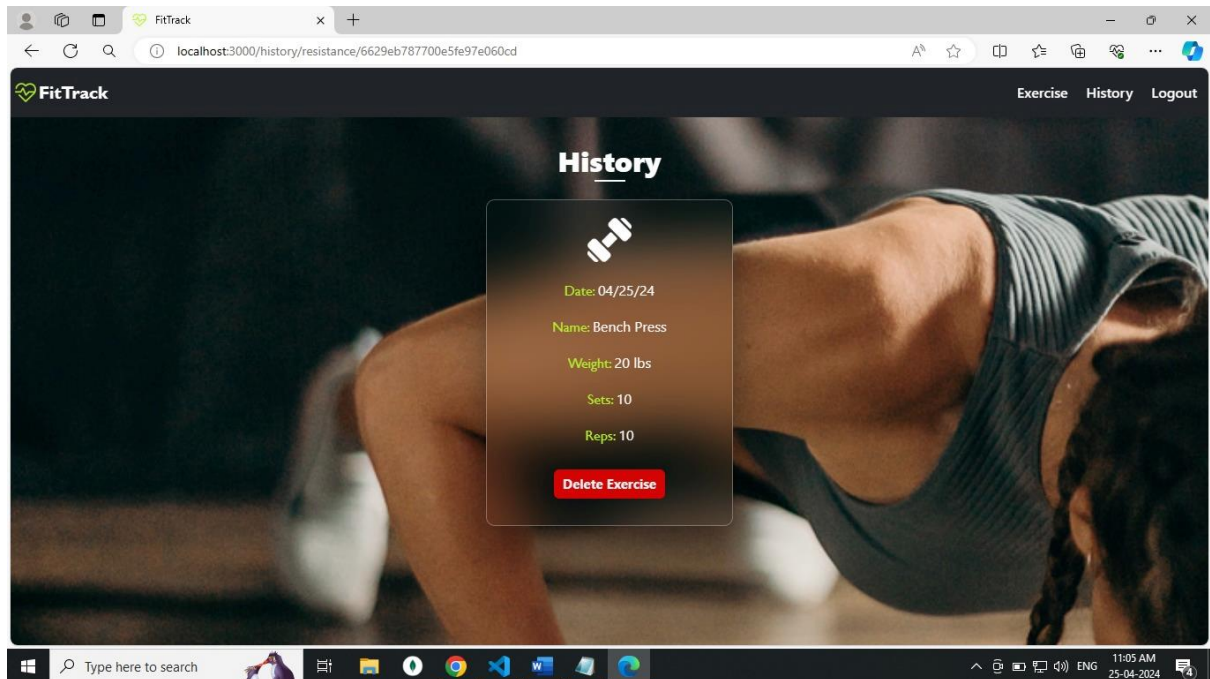 FitTrack
localhost:3000/history/resistance/6629eb787700e5fe97e060cd
FitTrack
Exercise History Logout
History
Date: 04/25/24
Name: Bench Press
Weight: 20 lbs
Sets: 10
Reps: 10
Delete Exercise
Type here to search
ENG
11:05 AM
25-04-2024
4